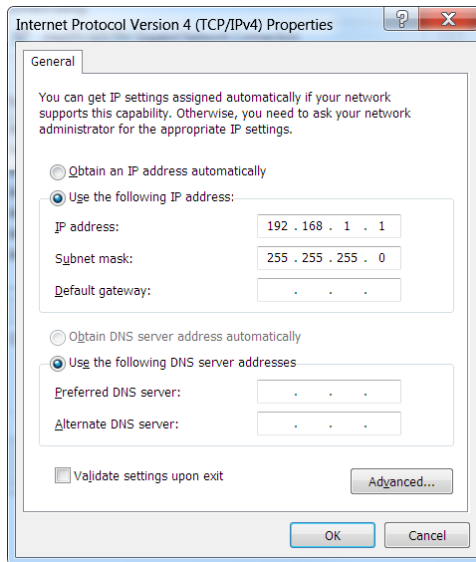 Internet Protocol Version 4 (TCP/IPv4) Properties
General
You can get IP settings assigned automatically if your network
supports this capability. Otherwise, you need to ask your network
administrator for the appropriate IP settings.
Obtain an IP address automatically
Use the following IP address:
IP address: 192 . 168 . 1 . 1
Subnet mask: 255 . 255 . 255 . 0
Default gateway: . . .
Obtain DNS server address automatically
Use the following DNS server addresses
Preferred DNS server: . . .
Alternate DNS server: . . .
Validate settings upon exit
Advanced...
OK Cancel